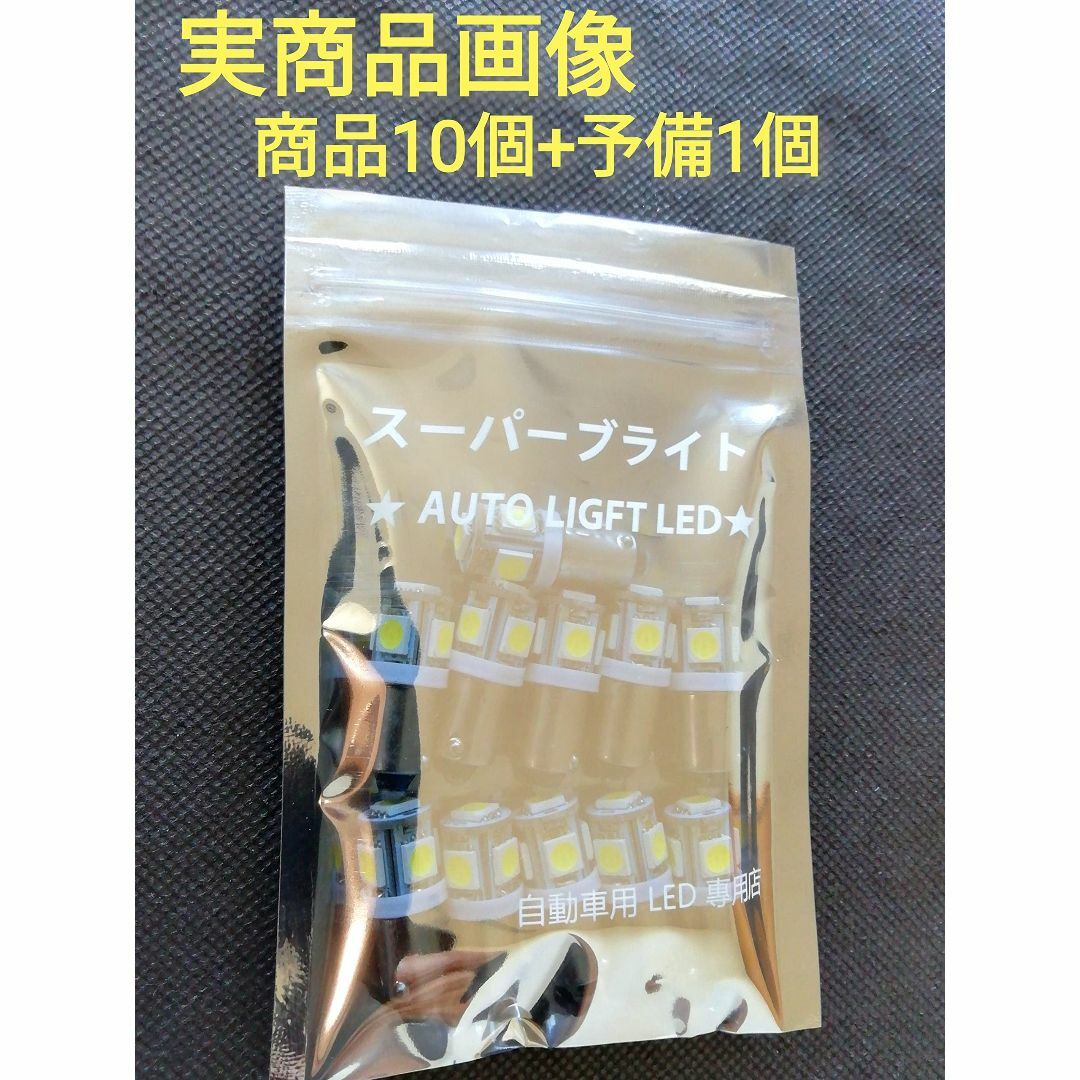 実商品画像
商品10個+予備1個
スーパーブライト
★ AUTO LIGFT LED★
自動車用 LED 專用店